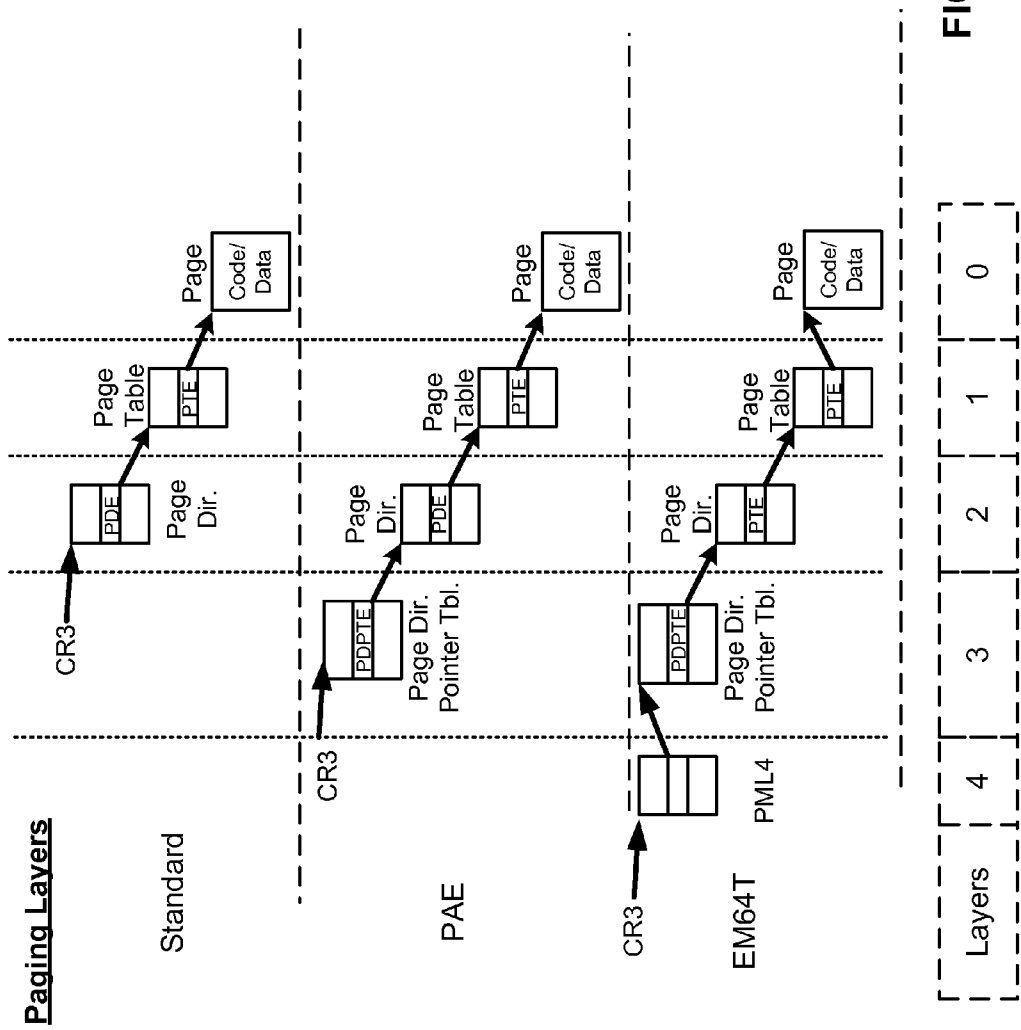 Paging Layers
Standard
CR3
PDE
Page
Dir.
Page
Table
PTE
Page
Code/
Data
PAE
CR3
PDPTE
Page Dir.
Pointer Tbl.
Page
Dir.
PDE
Page
Table
PTE
Page
Code/
Data
EM64T
CR3
PML4
PDPTE
Page Dir.
Pointer Tbl.
Page
Dir.
PTE
Page
Table
PTE
Page
Code/
Data
Layers
4
3
2
1
0